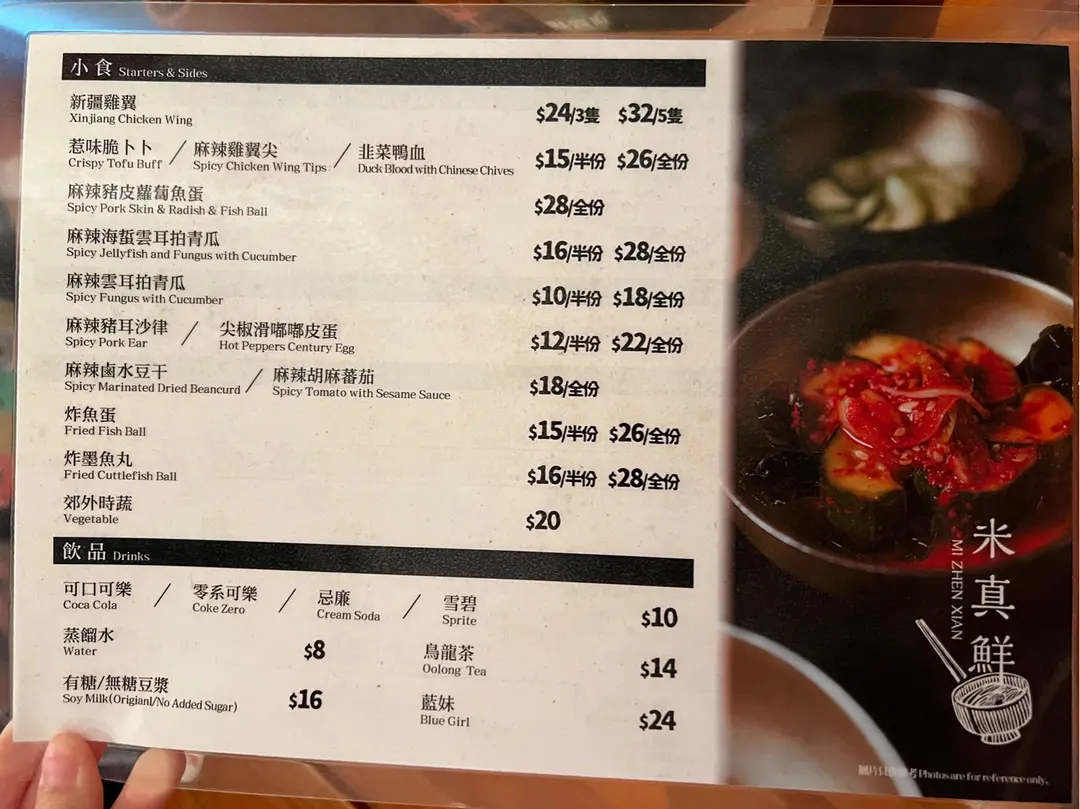 小食 Starters & Sides
新疆雞翼 $24/3隻 $32/5隻
Xinjiang Chicken Wing
惹味脆卜卜 / 麻辣雞翼尖 / 韭菜鴨血 $15/半份 $26/全份
Crispy Tofu Buff Spicy Chicken Wing Tips Duck Blood with Chinese Chives
麻辣豬皮蘿蔔魚蛋 $28/全份
Spicy Pork Skin & Radish & Fish Ball
麻辣海蜇雲耳拍青瓜 $16/半份 $28/全份
Spicy Jellyfish and Fungus with Cucumber
麻辣雲耳拍青瓜 $10/半份 $18/全份
Spicy Fungus with Cucumber
麻辣豬耳沙律 / 尖椒滑嘟嘟皮蛋 $12/半份 $22/全份
Spicy Pork Ear Hot Peppers Century Egg
麻辣鹵水豆干 / 麻辣胡麻蕃茄 $18/全份
Spicy Marinated Dried Beancurd Spicy Tomato with Sesame Sauce
炸魚蛋 $15/半份 $26/全份
Fried Fish Ball
炸墨魚丸 $16/半份 $28/全份
Fried Cuttlefish Ball
郊外時蔬 $20
Vegetable
飲品 Drinks
可口可樂 / 零系可樂 / 忌廉 / 雪碧 $10
Coca Cola Coke Zero Cream Soda Sprite
蒸餾水 $8 烏龍茶 $14
Water Oolong Tea
有糖/無糖豆漿 $16 藍妹 $24
Soy Milk(Origianl/No Added Sugar) Blue Girl
米真鮮
MI ZHEN XIAN
圖片只供參考 Photos are for reference only.